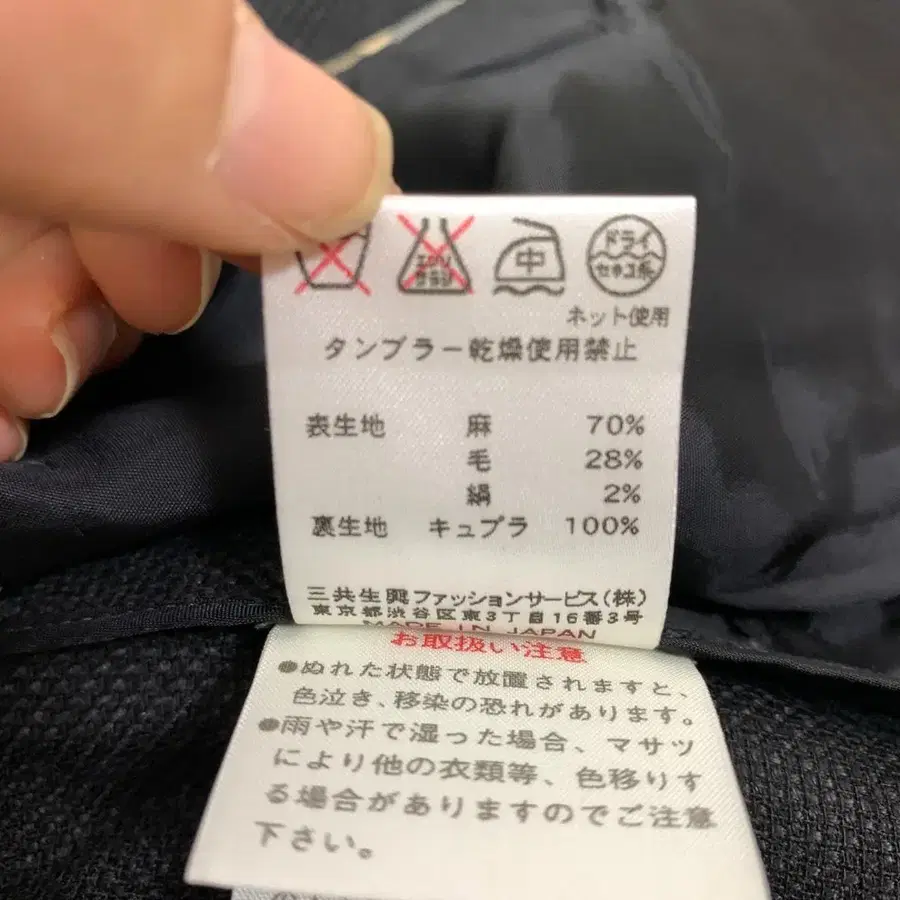 エンソ
サラシ
中
ドライ
セキユ系
ネット使用
タンブラー乾燥使用禁止
表生地 麻 70%
毛 28%
絹 2%
裏生地 キュプラ 100%
三共生興ファッションサービス(株)
東京都渋谷区東3丁目16番3号
MADE IN JAPAN
お取扱い注意
●ぬれた状態で放置されますと、
色泣き、移染の恐れがあります。
●雨や汗で湿った場合、マサツ
により他の衣類等、色移りす
る場合がありますのでご注意
下さい。